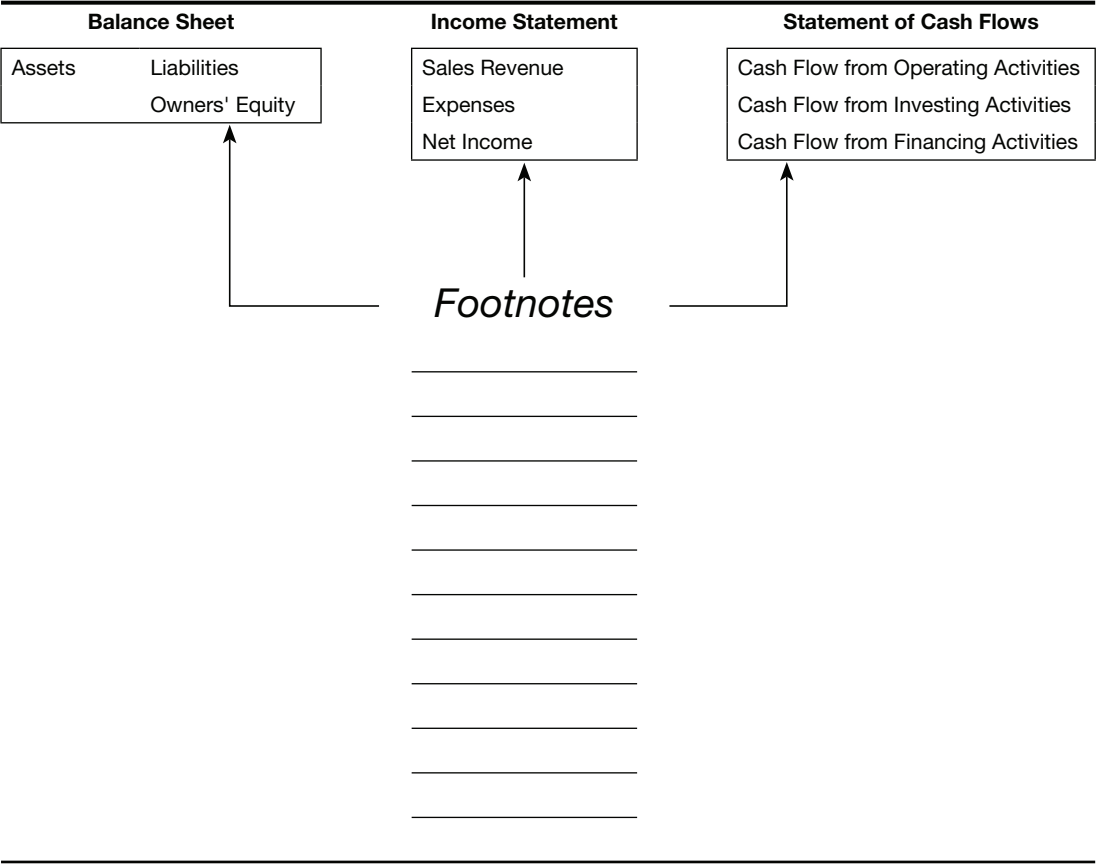 Balance Sheet
Income Statement
Statement of Cash Flows
Assets Liabilities
Owners' Equity
Sales Revenue
Expenses
Net Income
Cash Flow from Operating Activities
Cash Flow from Investing Activities
Cash Flow from Financing Activities
Footnotes